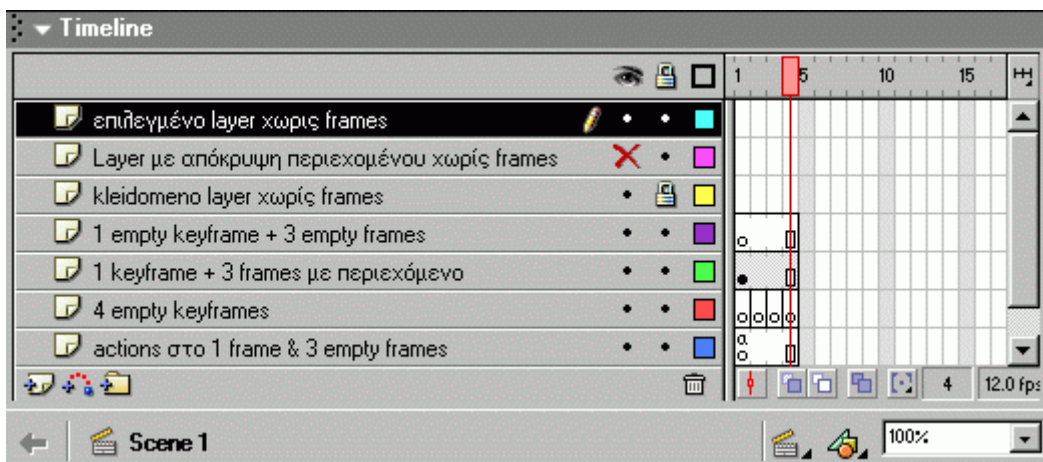 Timeline
1 5 10 15
επιλεγμένο layer χωρις frames
Layer με απόκρυψη περιεχομένου χωρίς frames
kleidomeno layer χωρίς frames
1 empty keyframe + 3 empty frames
1 keyframe + 3 frames με περιεχόμενο
4 empty keyframes
actions στο 1 frame & 3 empty frames
a
4 12.0 fps
Scene 1 100%